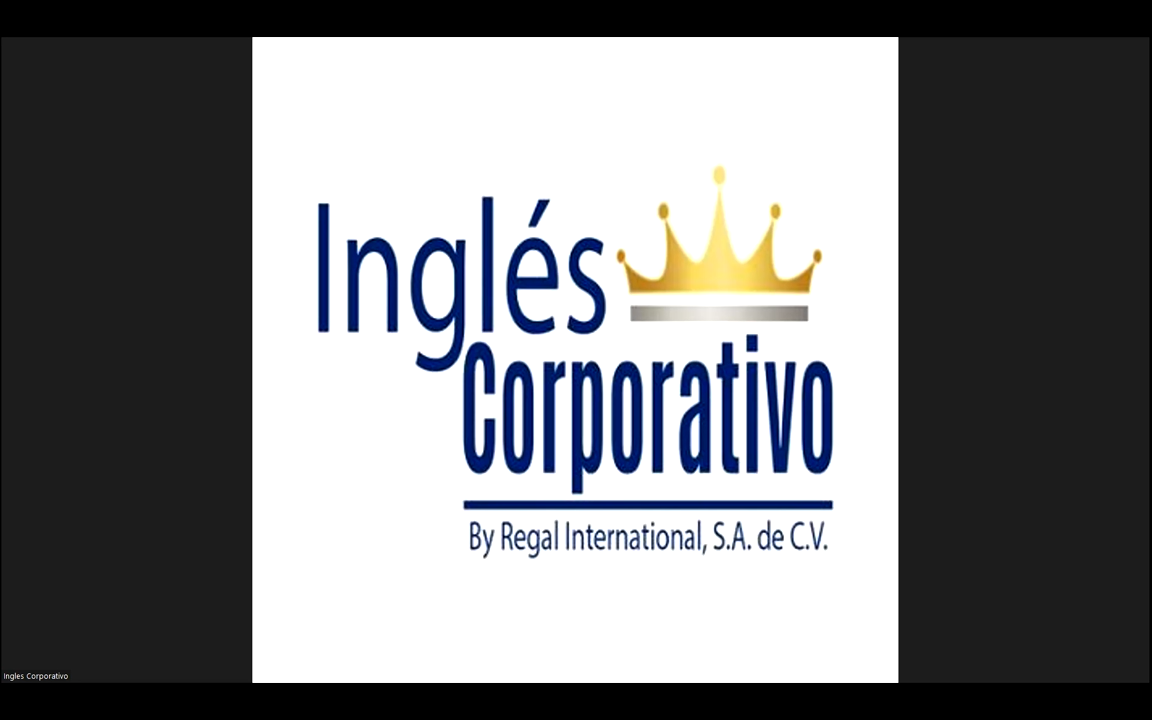 Inglés
Corporativo
By Regal International, S.A. de C.V.
Ingles Corporativo